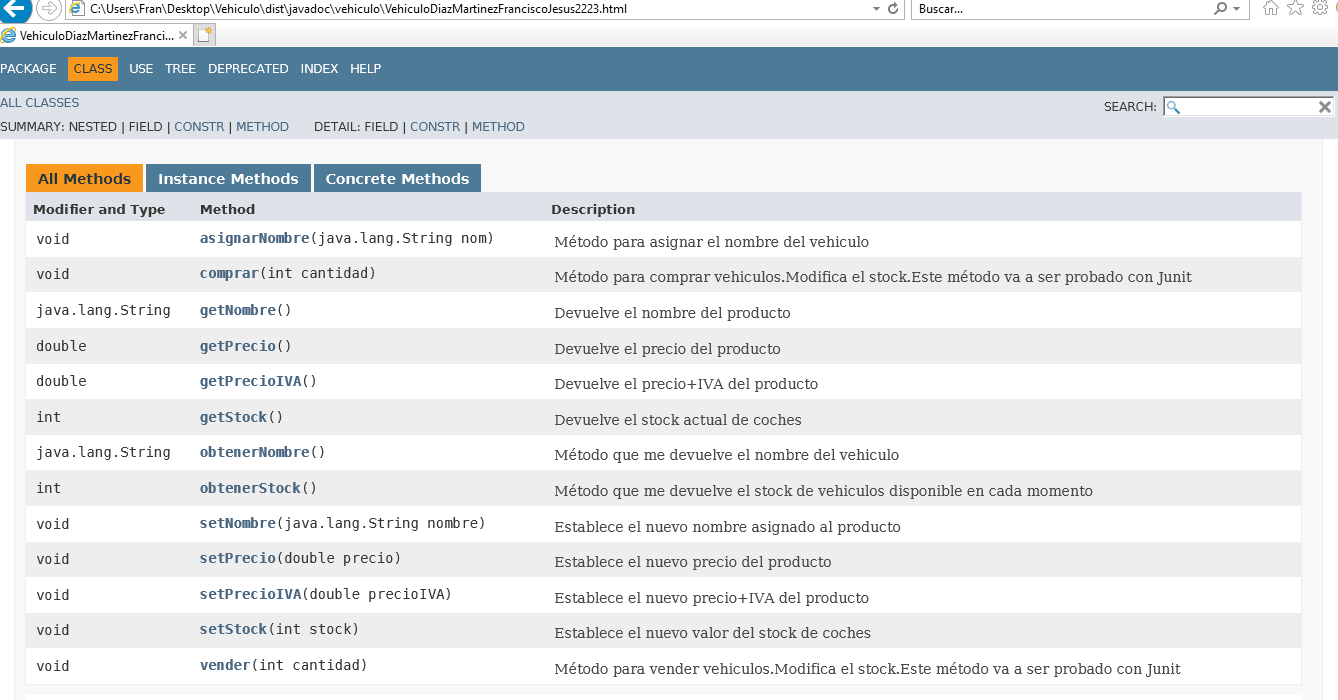 C:\Users\Fran\Desktop\Vehiculo\dist\javadoc\vehiculo\VehiculoDiazMartinezFranciscoJesus2223.html
Buscar...
VehiculoDiazMartinezFranci...
PACKAGE CLASS USE TREE DEPRECATED INDEX HELP
ALL CLASSES
SEARCH:
SUMMARY: NESTED | FIELD | CONSTR | METHOD DETAIL: FIELD | CONSTR | METHOD
All Methods Instance Methods Concrete Methods
Modifier and Type Method Description
void asignarNombre(java.lang.String nom) Método para asignar el nombre del vehiculo
void comprar(int cantidad) Método para comprar vehiculos.Modifica el stock.Este método va a ser probado con Junit
java.lang.String getNombre() Devuelve el nombre del producto
double getPrecio() Devuelve el precio del producto
double getPrecioIVA() Devuelve el precio+IVA del producto
int getStock() Devuelve el stock actual de coches
java.lang.String obtenerNombre() Método que me devuelve el nombre del vehiculo
int obtenerStock() Método que me devuelve el stock de vehiculos disponible en cada momento
void setNombre(java.lang.String nombre) Establece el nuevo nombre asignado al producto
void setPrecio(double precio) Establece el nuevo precio del producto
void setPrecioIVA(double precioIVA) Establece el nuevo precio+IVA del producto
void setStock(int stock) Establece el nuevo valor del stock de coches
void vender(int cantidad) Método para vender vehiculos.Modifica el stock.Este método va a ser probado con Junit